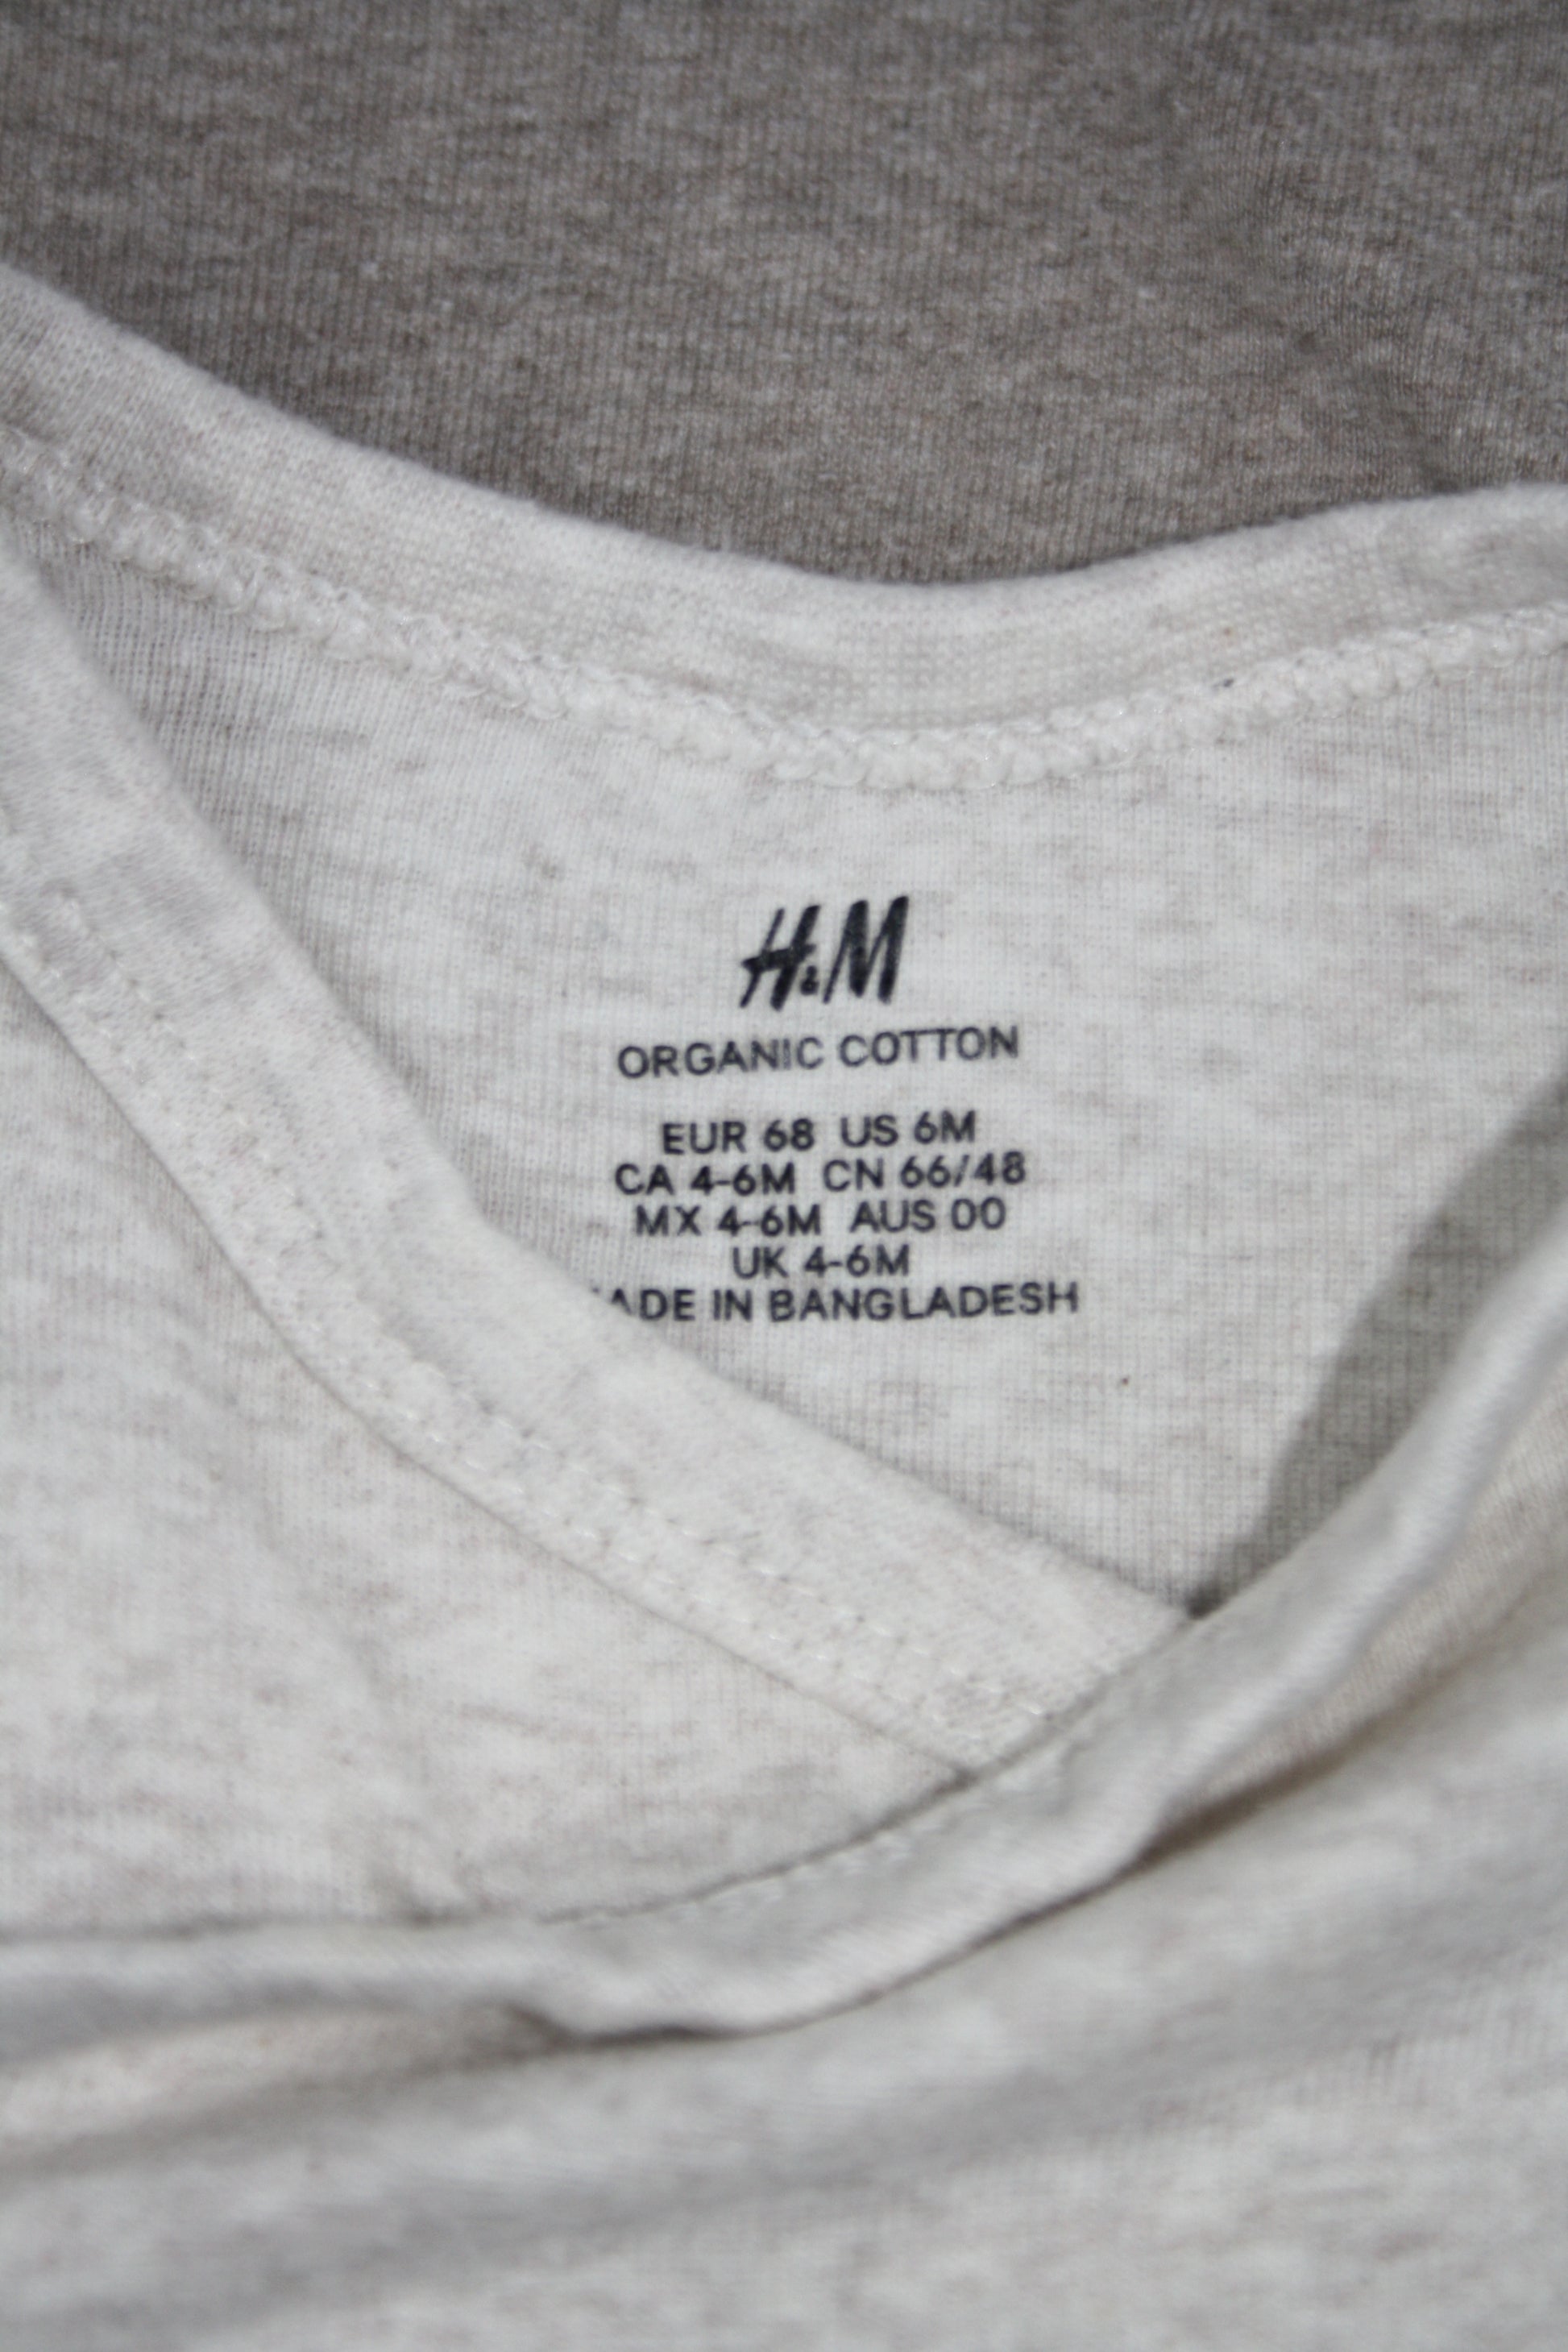 H&M
ORGANIC COTTON
EUR 68 US 6M
CA 4-6M CN 66/48
MX 4-6M AUS 00
UK 4-6M
ADE IN BANGLADESH